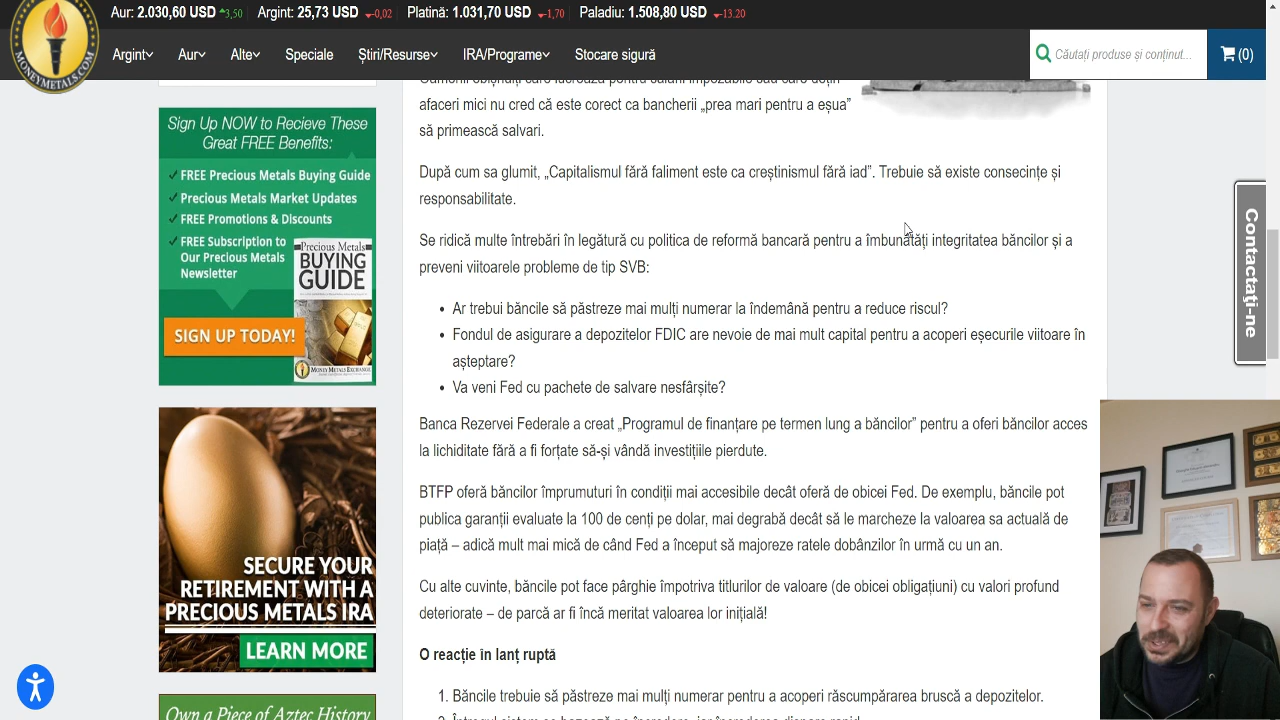 Aur: 2.030,60 USD 3,50 Argint: 25,73 USD -0,02 Platină: 1.031,70 USD -1,70 Paladiu: 1.508,80 USD -13.20
MONEYMETALS.COM
Argint Aur Alte Speciale Știri/Resurse IRA/Programe Stocare sigură
Căutați produse și conținut...
(0)
afaceri mici nu cred că este corect ca bancherii „prea mari pentru a eșua”
să primească salvari.
După cum sa glumit, „Capitalismul fără faliment este ca creștinismul fără iad”. Trebuie să existe consecințe și
responsabilitate.
Se ridică multe întrebări în legătură cu politica de reformă bancară pentru a îmbunătăți integritatea băncilor și a
preveni viitoarele probleme de tip SVB:
• Ar trebui băncile să păstreze mai mulți numerar la îndemână pentru a reduce riscul?
• Fondul de asigurare a depozitelor FDIC are nevoie de mai mult capital pentru a acoperi eșecurile viitoare în
așteptare?
• Va veni Fed cu pachete de salvare nesfârșite?
Banca Rezervei Federale a creat „Programul de finanțare pe termen lung a băncilor” pentru a oferi băncilor acces
la lichiditate fără a fi forțate să-și vândă investițiile pierdute.
BTFP oferă băncilor împrumuturi în condiții mai accesibile decât oferă de obicei Fed. De exemplu, băncile pot
publica garanții evaluate la 100 de cenți pe dolar, mai degrabă decât să le marcheze la valoarea sa actuală de
piață – adică mult mai mică de când Fed a început să majoreze ratele dobânzilor în urmă cu un an.
Cu alte cuvinte, băncile pot face pârghie împotriva titlurilor de valoare (de obicei obligațiuni) cu valori profund
deteriorate – de parcă ar fi încă meritat valoarea lor inițială!
O reacție în lanț ruptă
1. Băncile trebuie să păstreze mai mulți numerar pentru a acoperi răscumpărarea bruscă a depozitelor.
Sign Up NOW to Recieve These
Great FREE Benefits:
✓ FREE Precious Metals Buying Guide
✓ Precious Metals Market Updates
✓ FREE Promotions & Discounts
✓ FREE Subscription to
Our Precious Metals
Newsletter
Precious Metals
BUYING
GUIDE
MONEY METALS EXCHANGE
SIGN UP TODAY!
SECURE YOUR
RETIREMENT WITH A
PRECIOUS METALS IRA
LEARN MORE
Own a Piece of Aztec History
Contactaţi-ne